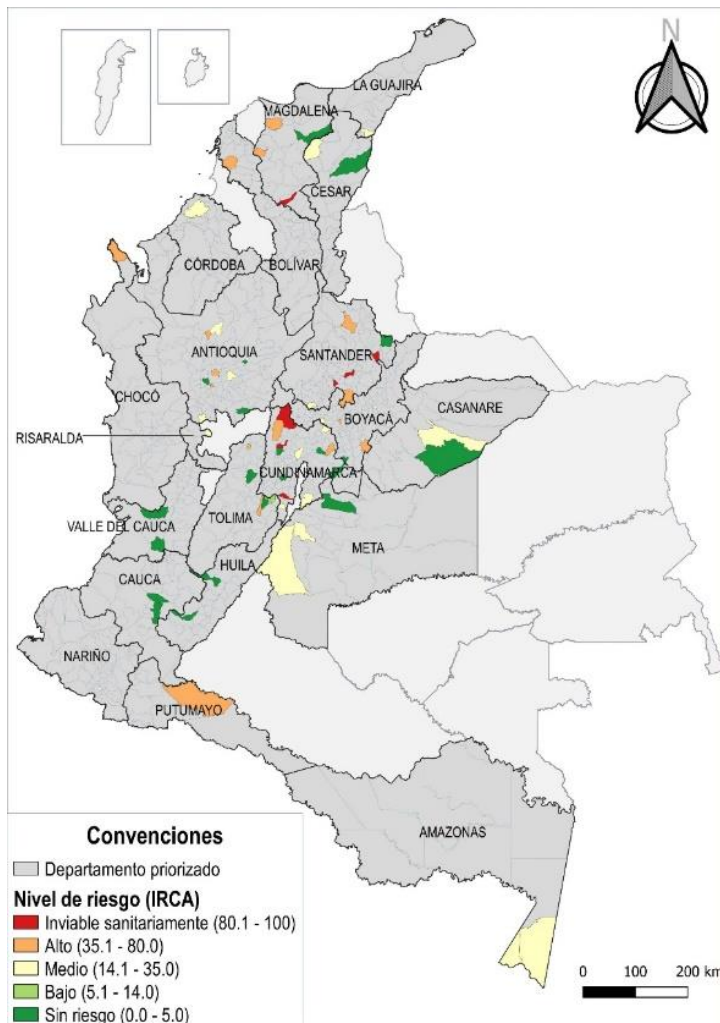 N
LA GUAJIRA
MAGDALENA
CESAR
CÓRDOBA
BOLÍVAR
ANTIOQUIA
SANTANDER
CHOCÓ
BOYACÁ
CASANARE
RISARALDA
CUNDINAMARCA
VALLE DEL CAUCA
TOLIMA
META
HUILA
CAUCA
NARIÑO
PUTUMAYO
AMAZONAS
Convenciones
Departamento priorizado
Nivel de riesgo (IRCA)
Inviable sanitariamente (80.1 - 100)
Alto (35.1 - 80.0)
Medio (14.1 - 35.0)
Bajo (5.1 - 14.0)
Sin riesgo (0.0 - 5.0)
0 100 200 km